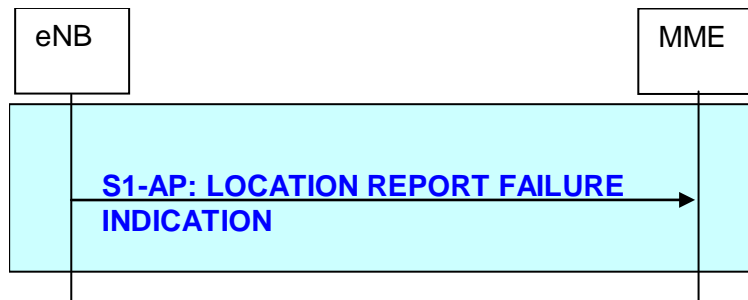 eNB
MME
S1-AP: LOCATION REPORT FAILURE
INDICATION